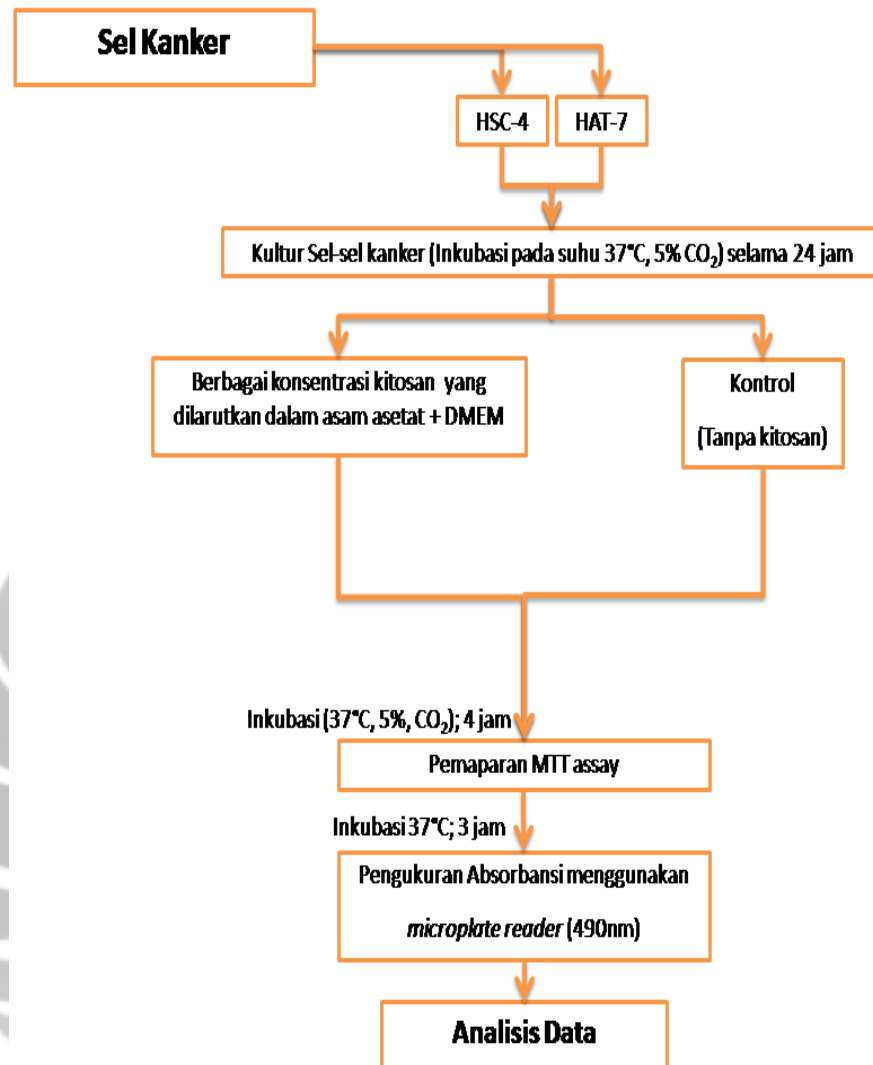 Sel Kanker
HSC-4
HAT-7
Kultur Sel-sel kanker (Inkubasi pada suhu 37°C, 5% CO₂) selama 24 jam
Berbagai konsentrasi kitosan yang
dilarutkan dalam asam asetat + DMEM
Kontrol
(Tanpa kitosan)
Inkubasi (37°C, 5%, CO₂); 4 jam
Pemaparan MTT assay
Inkubasi 37°C; 3 jam
Pengukuran Absorbansi menggunakan
microplate reader (490nm)
Analisis Data